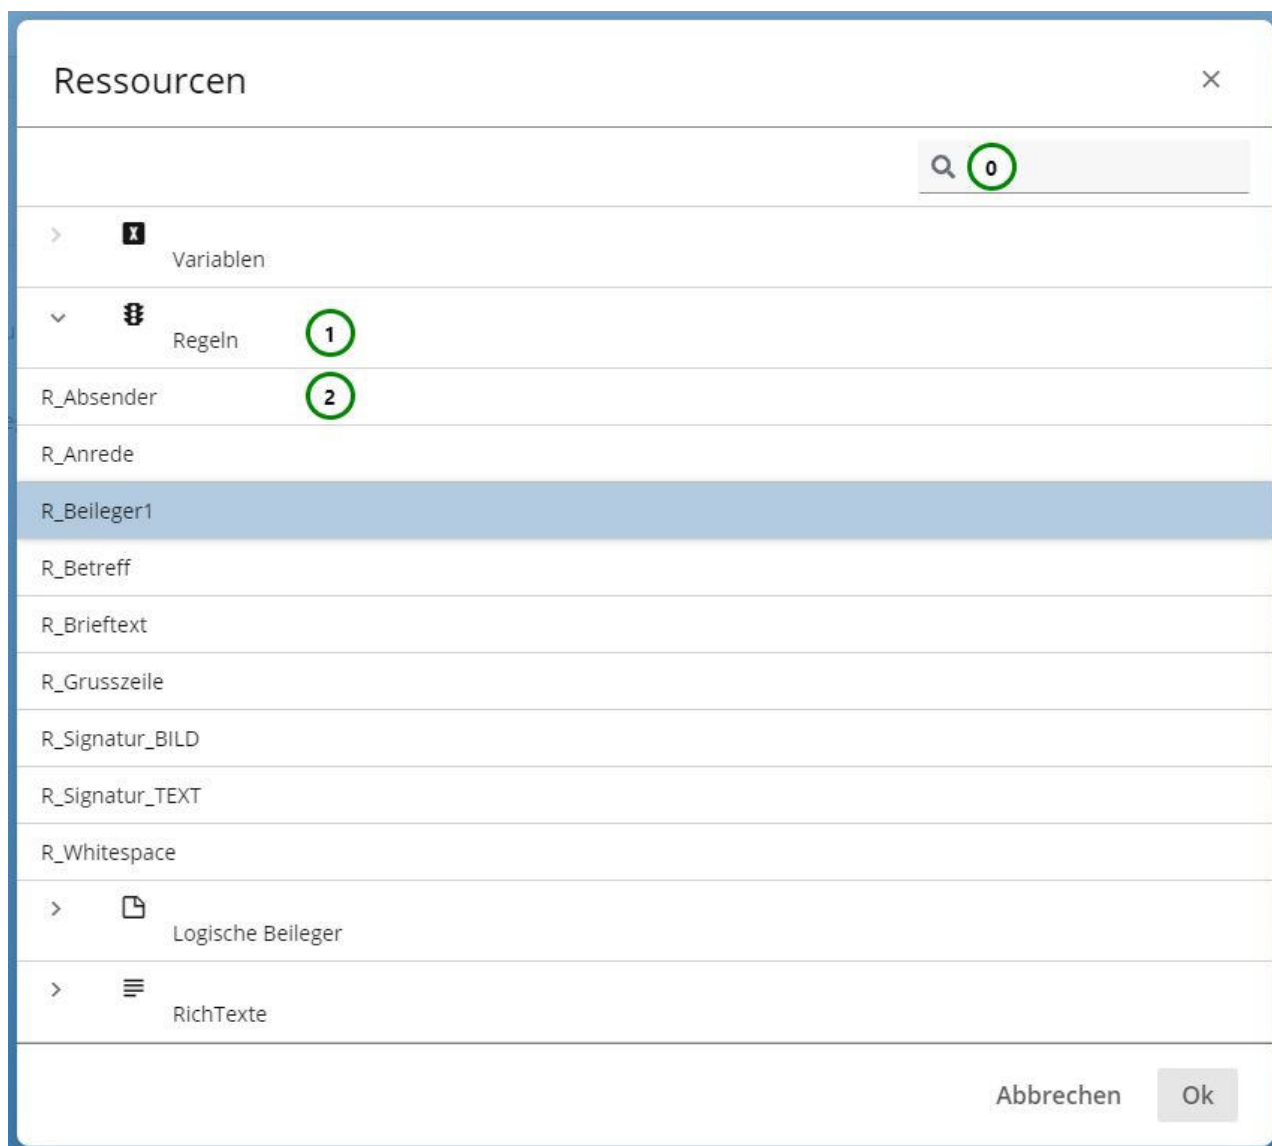 Ressourcen
0
Variablen
Regeln 1
R_Absender 2
R_Anrede
R_Beileger1
R_Betreff
R_Brieftext
R_Grusszeile
R_Signatur_BILD
R_Signatur_TEXT
R_Whitespace
Logische Beileger
RichTexte
Abbrechen Ok